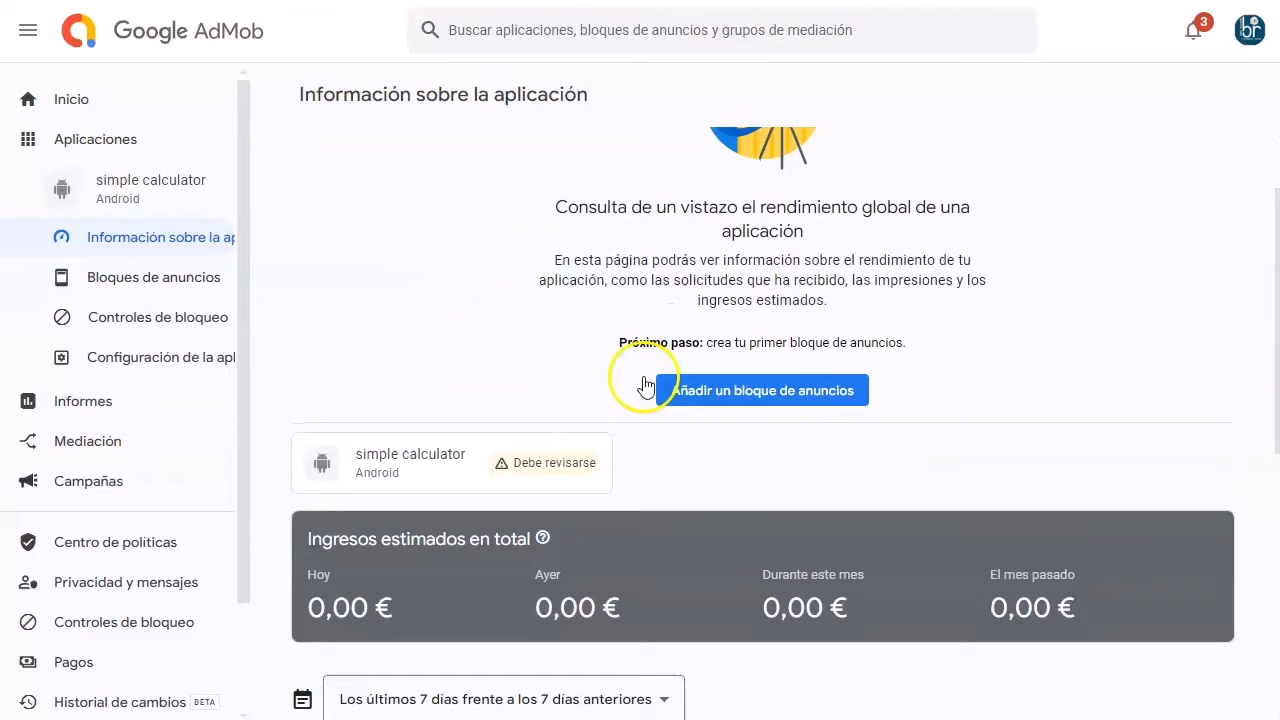 Google AdMob
Buscar aplicaciones, bloques de anuncios y grupos de mediación
3
br
Inicio
Aplicaciones
simple calculator
Android
Información sobre la ap
Bloques de anuncios
Controles de bloqueo
Configuración de la apl
Informes
Mediación
Campañas
Centro de políticas
Privacidad y mensajes
Controles de bloqueo
Pagos
Historial de cambios BETA
Información sobre la aplicación
Consulta de un vistazo el rendimiento global de una
aplicación
En esta página podrás ver información sobre el rendimiento de tu
aplicación, como las solicitudes que ha recibido, las impresiones y los
ingresos estimados.
Próximo paso: crea tu primer bloque de anuncios.
Añadir un bloque de anuncios
simple calculator
Android
Debe revisarse
Ingresos estimados en total
Hoy Ayer Durante este mes El mes pasado
0,00 € 0,00 € 0,00 € 0,00 €
Los últimos 7 días frente a los 7 días anteriores